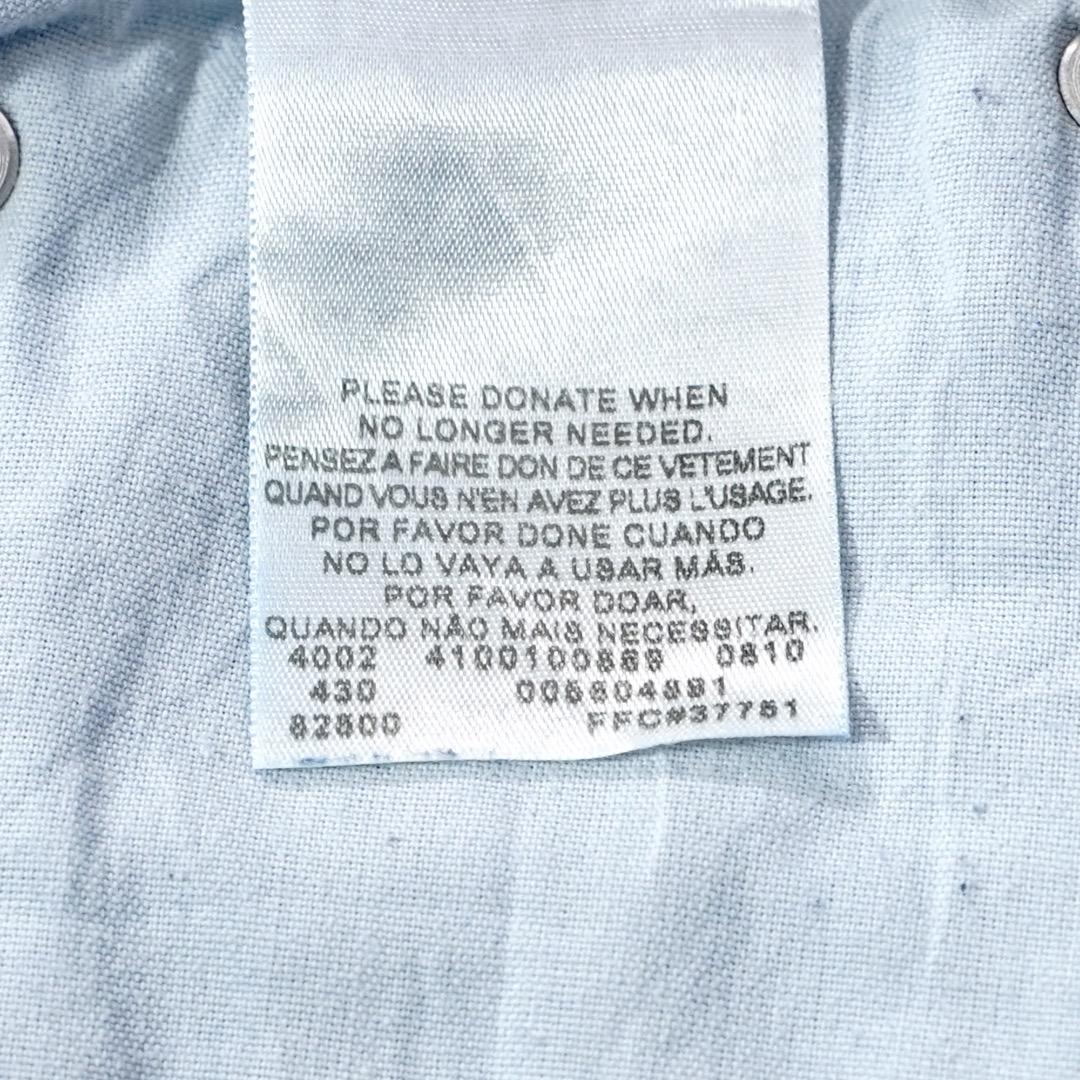 PLEASE DONATE WHEN
NO LONGER NEEDED.
PENSEZ A FAIRE DON DE CE VETEMENT
QUAND VOUS N'EN AVEZ PLUS L'USAGE.
POR FAVOR DONE CUANDO
NO LO VAYA A USAR MÁS.
POR FAVOR DOAR,
QUANDO NÃO MAIS NECESSITAR.
4002 0810
430
82800 FFC#37751